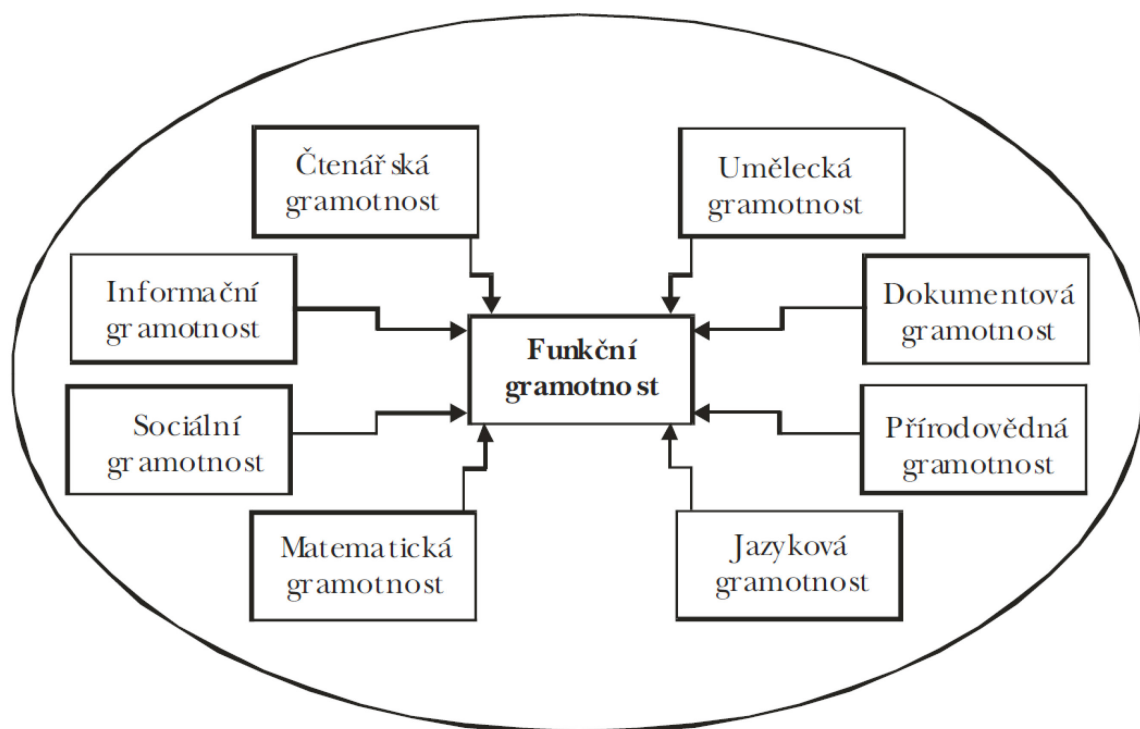 Čtenářská
gramotnost
Umělecká
gramotnost
Informační
gramotnost
Dokumentová
gramotnost
Funkční
gramotnost
Sociální
gramotnost
Přírodovědná
gramotnost
Matematická
gramotnost
Jazyková
gramotnost